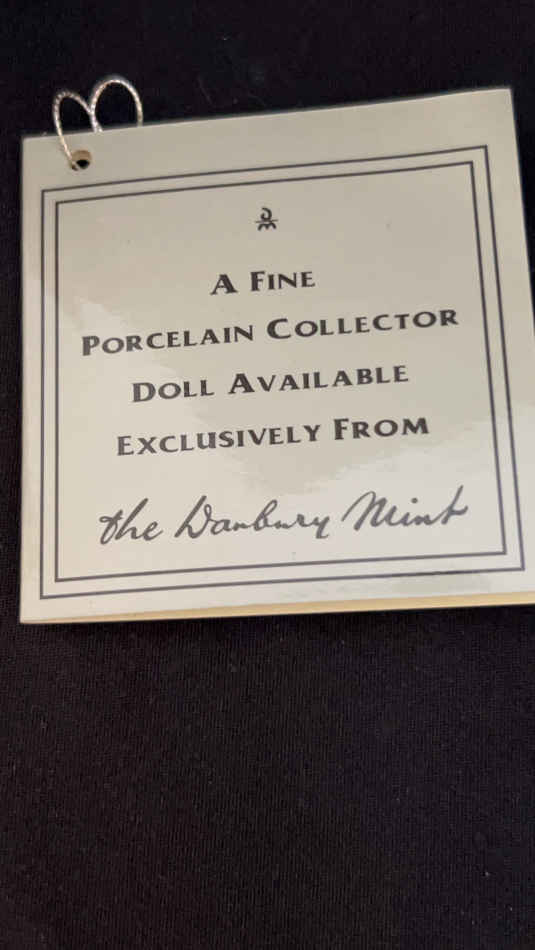 A FINE
PORCELAIN COLLECTOR
DOLL AVAILABLE
EXCLUSIVELY FROM
the Danbury Mint